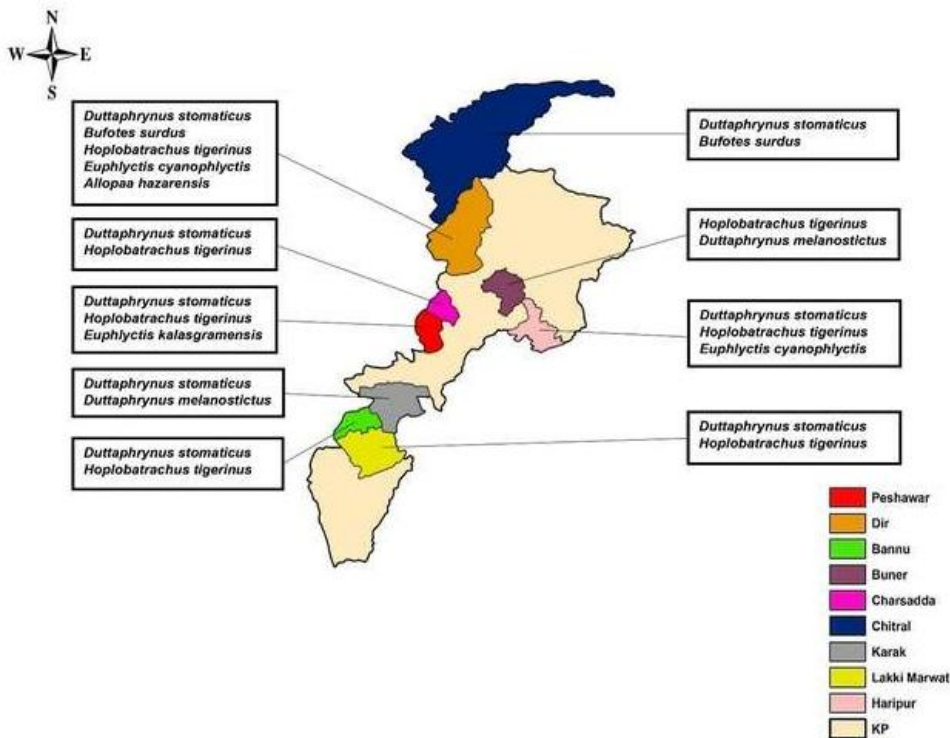 N
W E
S
Duttaphrynus stomaticus
Bufotes surdus
Hoplobatrachus tigerinus
Euphlyctis cyanophlyctis
Allopaa hazarensis
Duttaphrynus stomaticus
Hoplobatrachus tigerinus
Duttaphrynus stomaticus
Hoplobatrachus tigerinus
Euphlyctis kalasgramensis
Duttaphrynus stomaticus
Duttaphrynus melanostictus
Duttaphrynus stomaticus
Hoplobatrachus tigerinus
Duttaphrynus stomaticus
Bufotes surdus
Hoplobatrachus tigerinus
Duttaphrynus melanostictus
Duttaphrynus stomaticus
Hoplobatrachus tigerinus
Euphlyctis cyanophlyctis
Duttaphrynus stomaticus
Hoplobatrachus tigerinus
Peshawar
Dir
Bannu
Buner
Charsadda
Chitral
Karak
Lakki Marwat
Haripur
KP